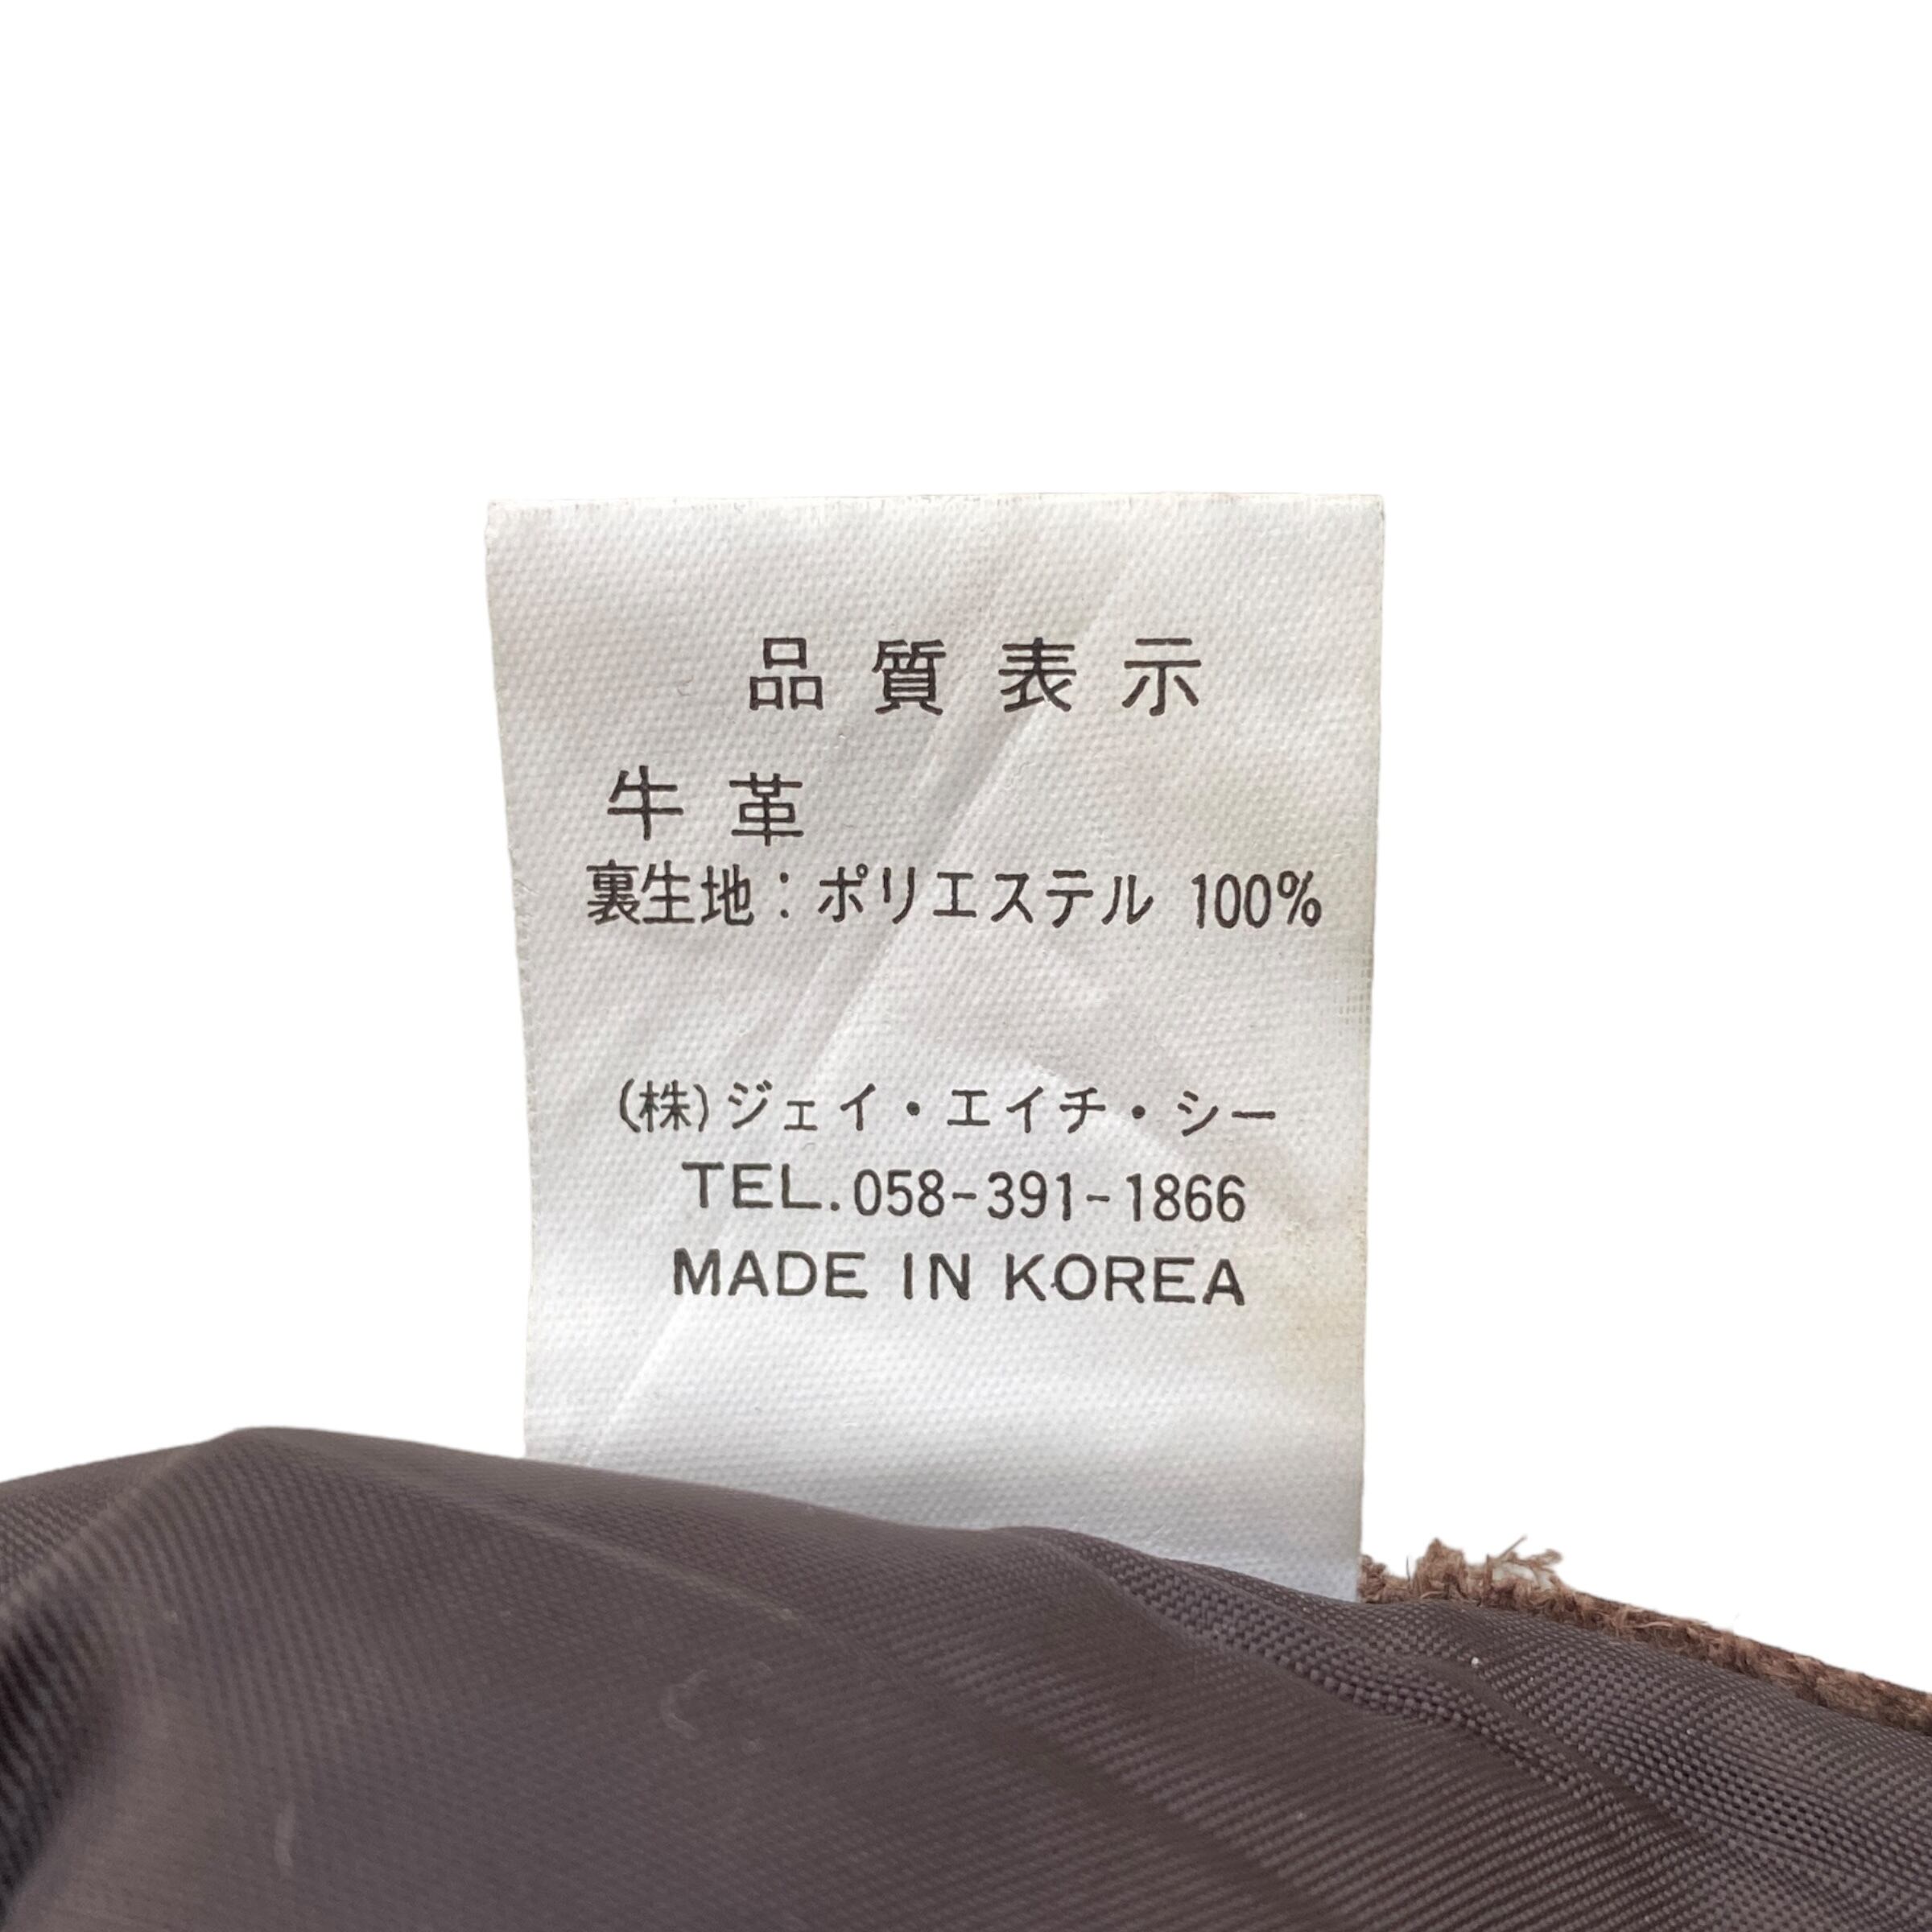 品質表示
牛革
裏生地：ポリエステル 100%
(株)ジェイ・エイチ・シー
TEL.058-391-1866
MADE IN KOREA